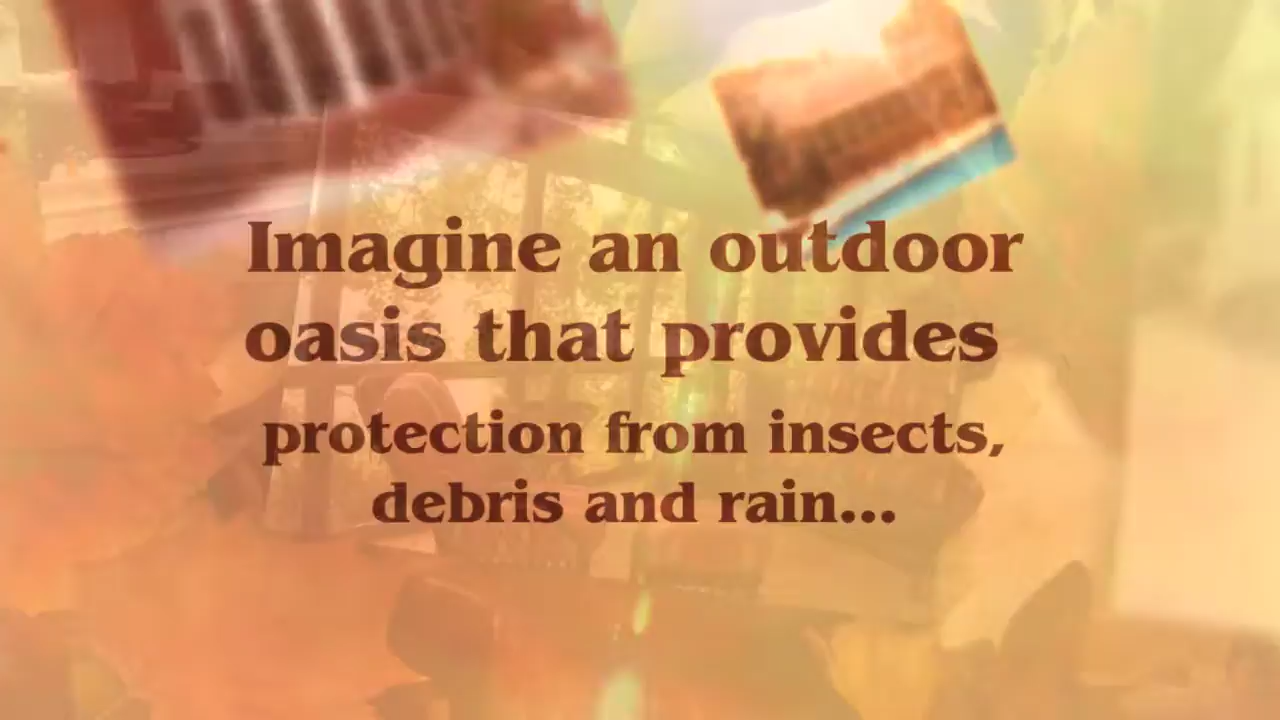 Imagine an outdoor
oasis that provides
protection from insects,
debris and rain...